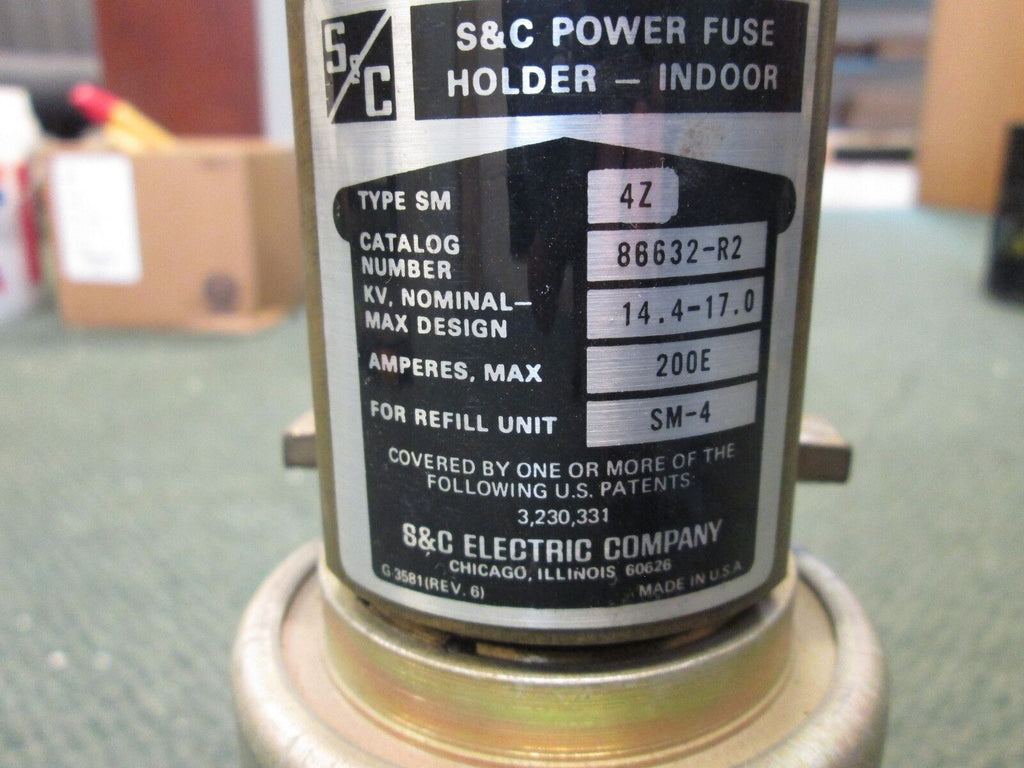 S&C
S&C POWER FUSE
HOLDER — INDOOR
TYPE SM 4Z
CATALOG
NUMBER 86632-R2
KV, NOMINAL—
MAX DESIGN 14.4-17.0
AMPERES, MAX 200E
FOR REFILL UNIT SM-4
COVERED BY ONE OR MORE OF THE
FOLLOWING U.S. PATENTS:
3,230,331
S&C ELECTRIC COMPANY
CHICAGO, ILLINOIS 60626
G-3581 (REV. 6) MADE IN U.S.A